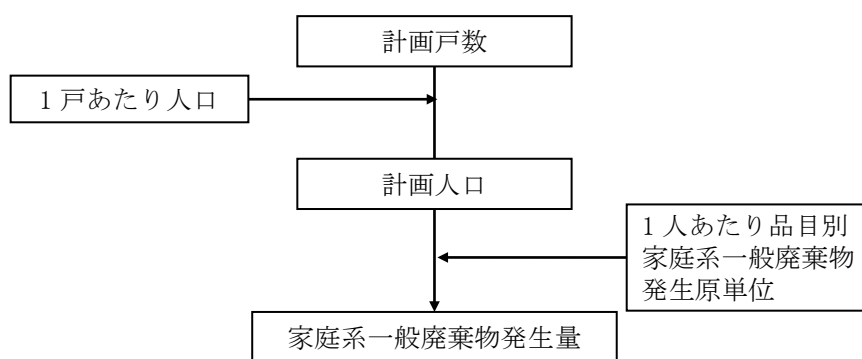 計画戸数
1 戸あたり人口
計画人口
1 人あたり品目別
家庭系一般廃棄物
発生原単位
家庭系一般廃棄物発生量